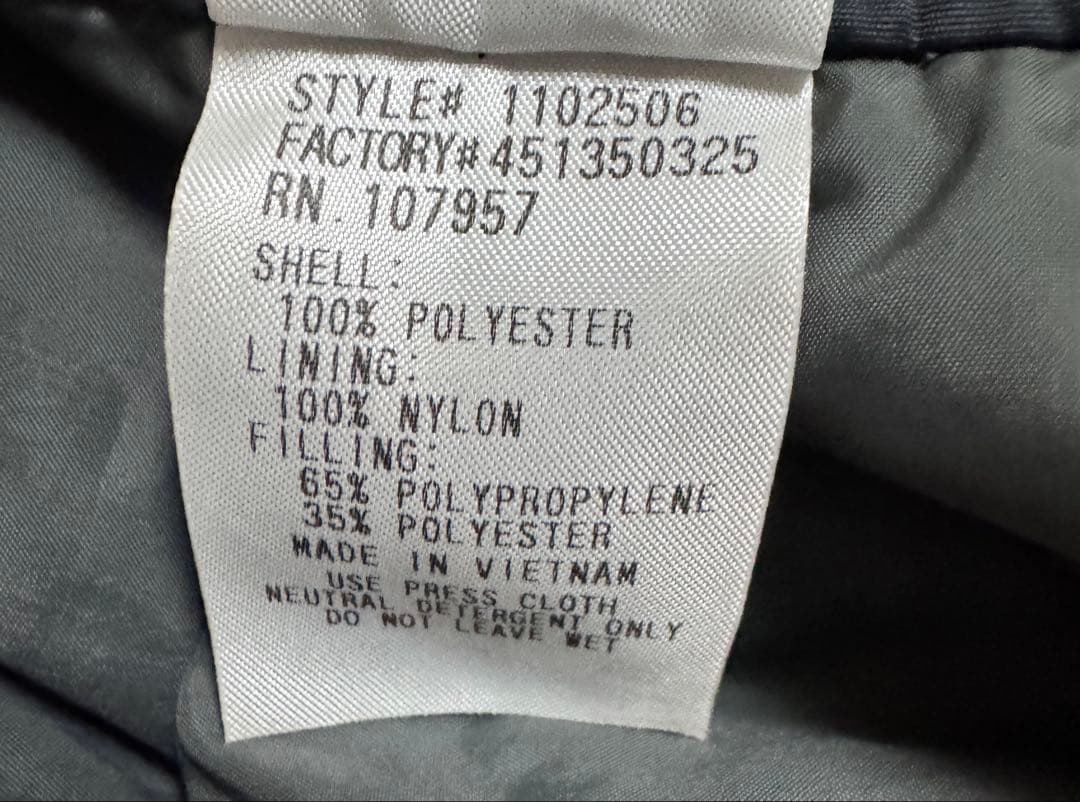 STYLE# 1102506
FACTORY#451350325
RN. 107957
SHELL:
100% POLYESTER
LINING:
100% NYLON
FILLING:
65% POLYPROPYLENE
35% POLYESTER
MADE IN VIETNAM
USE PRESS CLOTH
NEUTRAL DETERGENT ONLY
DO NOT LEAVE WET